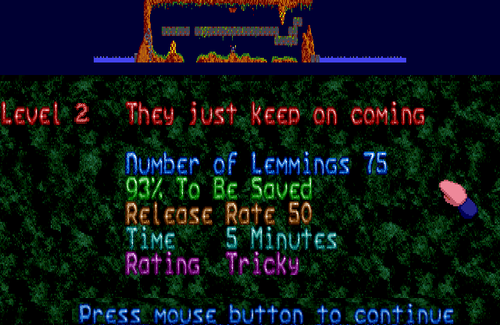 Level 2 They just keep on coming
Number of Lemmings 75
93% To Be Saved
Release Rate 50
Time 5 Minutes
Rating Tricky
Press mouse button to continue